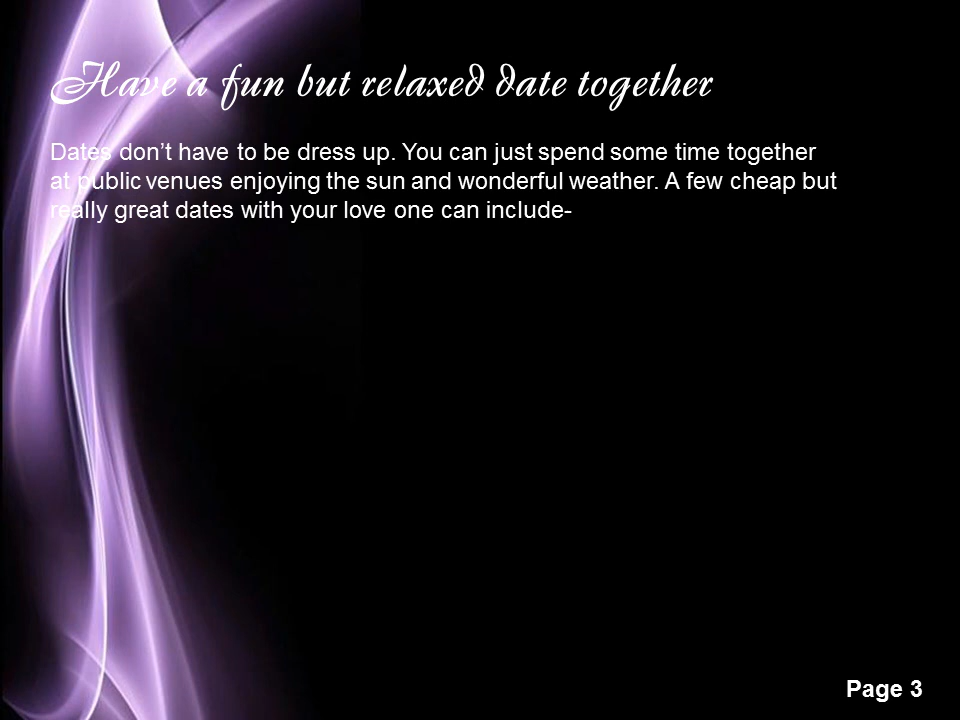 Have a fun but relaxed date together
Dates don’t have to be dress up. You can just spend some time together
at public venues enjoying the sun and wonderful weather. A few cheap but
really great dates with your love one can include-
Page 3